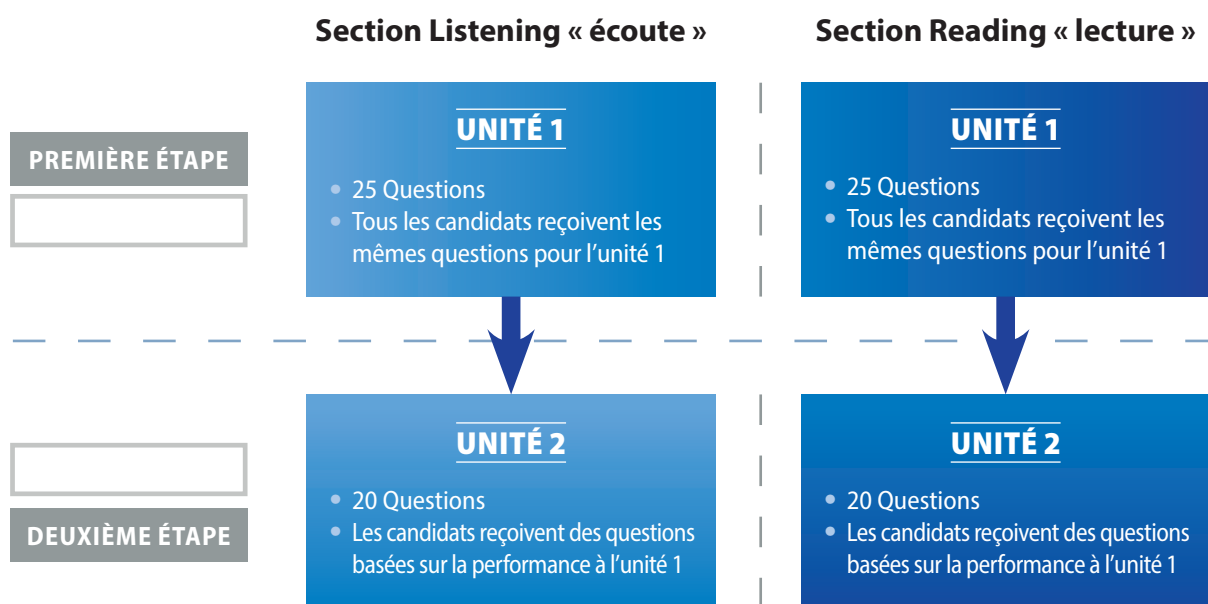 Section Listening « écoute »
Section Reading « lecture »
PREMIÈRE ÉTAPE
UNITÉ 1
• 25 Questions
• Tous les candidats reçoivent les
mêmes questions pour l’unité 1
UNITÉ 1
• 25 Questions
• Tous les candidats reçoivent les
mêmes questions pour l’unité 1
DEUXIÈME ÉTAPE
UNITÉ 2
• 20 Questions
• Les candidats reçoivent des questions
basées sur la performance à l’unité 1
UNITÉ 2
• 20 Questions
• Les candidats reçoivent des questions
basées sur la performance à l’unité 1